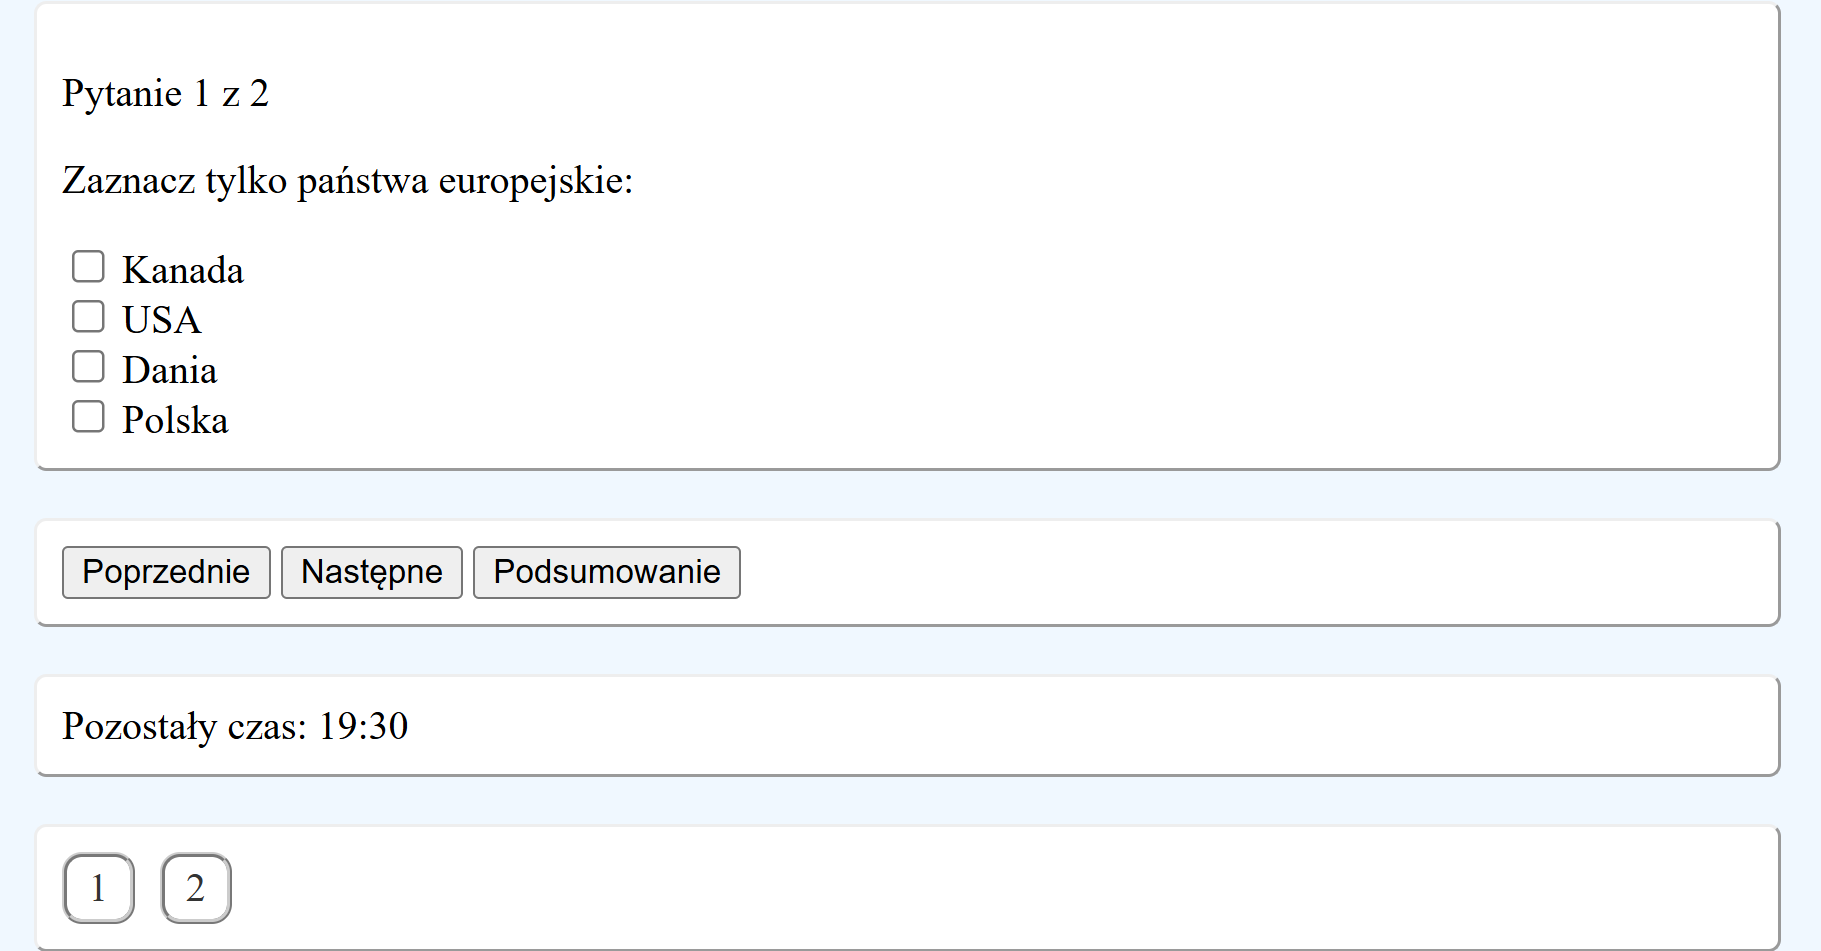 Pytanie 1 z 2
Zaznacz tylko państwa europejskie:
Kanada
USA
Dania
Polska
Poprzednie Następne Podsumowanie
Pozostały czas: 19:30
1 2